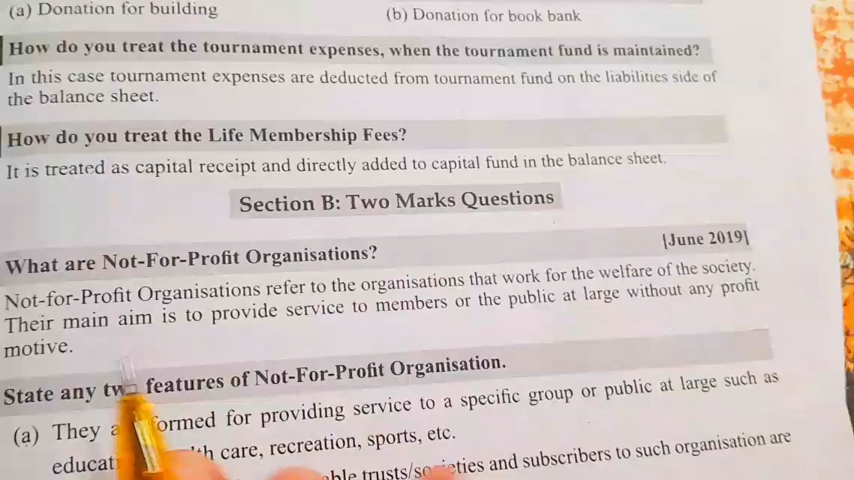 (a) Donation for building (b) Donation for book bank
How do you treat the tournament expenses, when the tournament fund is maintained?
In this case tournament expenses are deducted from tournament fund on the liabilities side of
the balance sheet.
How do you treat the Life Membership Fees?
It is treated as capital receipt and directly added to capital fund in the balance sheet.
Section B: Two Marks Questions
What are Not-For-Profit Organisations? [June 2019]
Not-for-Profit Organisations refer to the organisations that work for the welfare of the society.
Their main aim is to provide service to members or the public at large without any profit
motive.
State any two features of Not-For-Profit Organisation.
(a) They formed for providing service to a specific group or public at large such as
care, recreation, sports, etc.
trusts/societies and subscribers to such organisation are